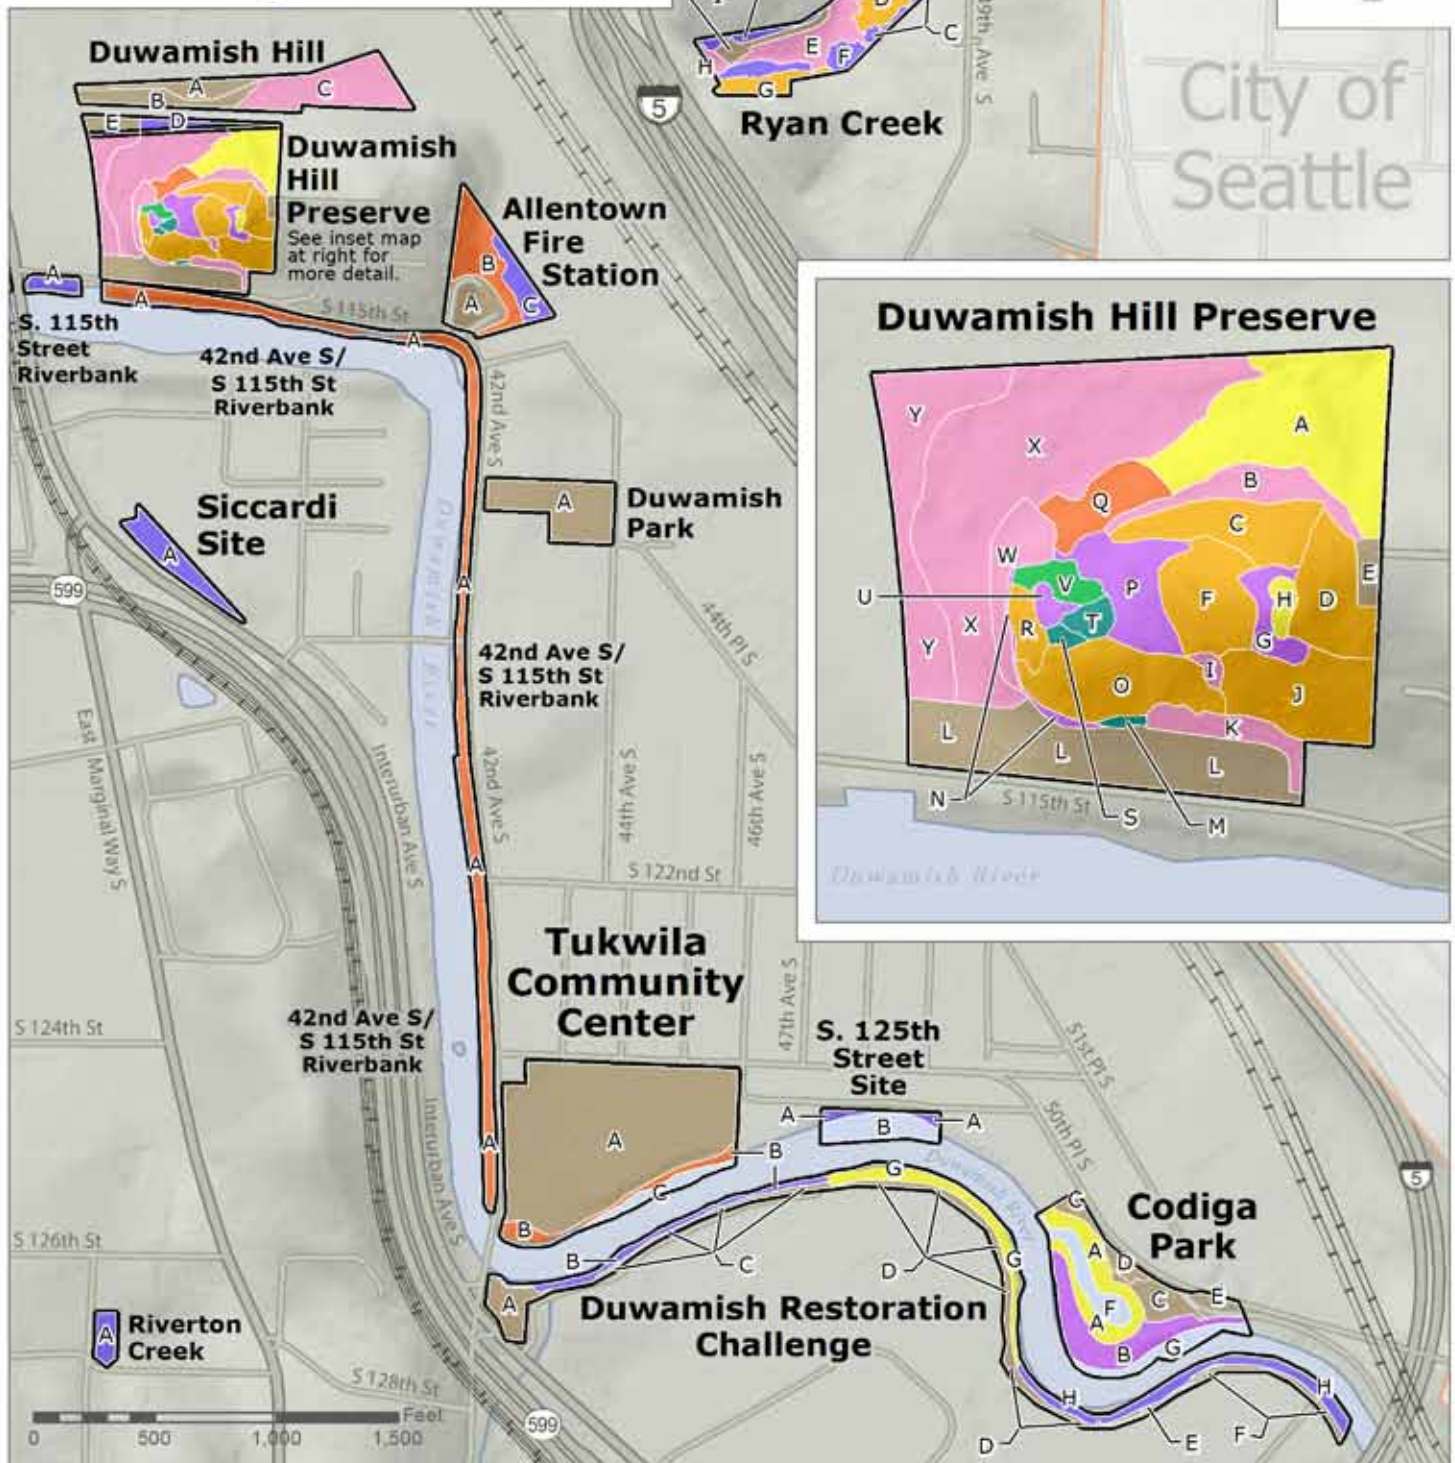 Duwamish Hill
A
B
C
E
D
Duwamish
Hill
Preserve
See inset map
at right for
more detail.
H
E
F
D
C
G
Ryan Creek
5
City of
Seattle
Allentown
Fire
Station
B
A
C
A
S. 115th
Street
Riverbank
A
S 115th St
A
42nd Ave S/
S 115th St
Riverbank
42nd Ave S
Siccardi
Site
A
599
A
Duwamish
Park
Duwamish River
A
44th Pl S
42nd Ave S/
S 115th St
Riverbank
East Marginal Way S
Interurban Ave S
42nd Ave S
44th Ave S
46th Ave S
A
S 122nd St
Duwamish Hill Preserve
Y
X
A
B
Q
C
W
V
U
P
F
H
D
E
R
T
X
G
Y
I
O
J
L
K
L
L
N
S 115th St
S
M
Duwamish River
Tukwila
Community
Center
42nd Ave S/
S 115th St
Riverbank
S 124th St
Interurban Ave S
47th Ave S
S. 125th
Street
Site
51st Pl S
50th Pl S
A
B
A
A
A
B
C
B
G
Duwamish River
B
C
D
G
A
Duwamish Restoration
Challenge
Codiga
Park
C
A
D
C
E
F
A
B
G
5
S 126th St
A
Riverton
Creek
S 128th St
599
H
H
D
E
F
Feet
0
500
1,000
1,500